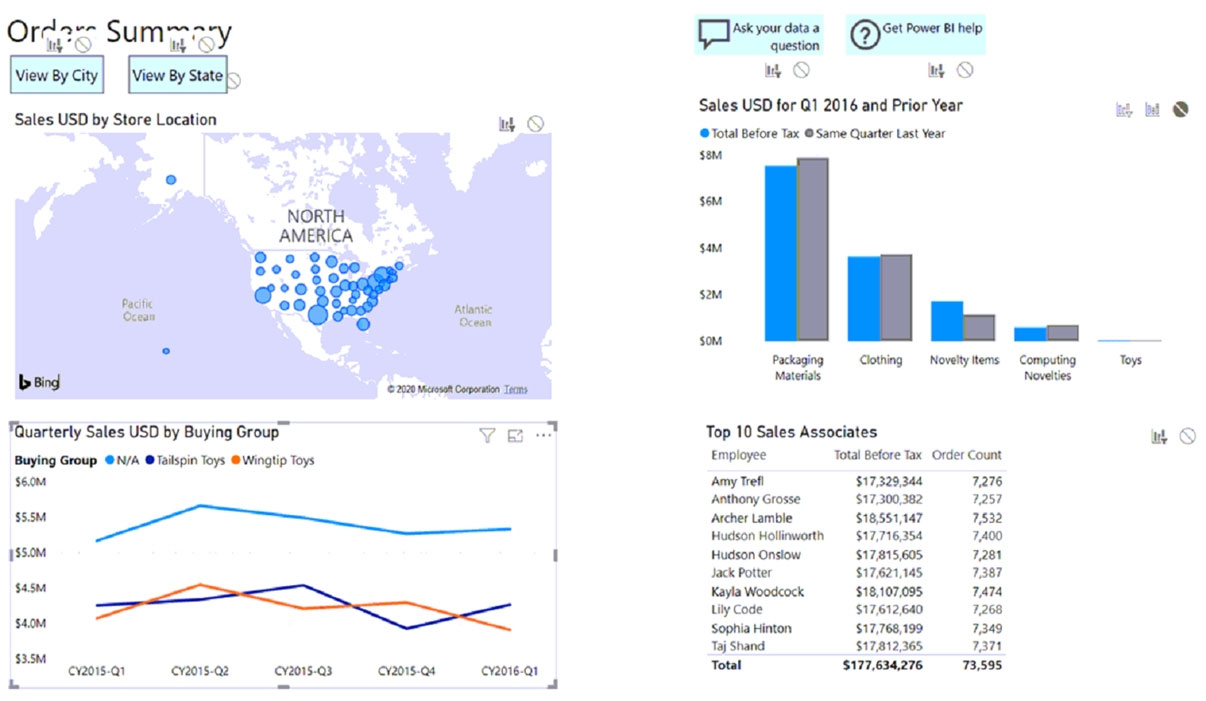 Orders Summary
View By City
View By State
Ask your data a
question
Get Power BI help
Sales USD by Store Location
NORTH
AMERICA
Pacific
Ocean
Atlantic
Ocean
Bing
© 2020 Microsoft Corporation Terms
Sales USD for Q1 2016 and Prior Year
Total Before Tax Same Quarter Last Year
$8M
$6M
$4M
$2M
$0M
Packaging
Materials
Clothing
Novelty Items
Computing
Novelties
Toys
Quarterly Sales USD by Buying Group
Buying Group N/A Tailspin Toys Wingtip Toys
$6.0M
$5.5M
$5.0M
$4.5M
$4.0M
$3.5M
CY2015-Q1 CY2015-Q2 CY2015-Q3 CY2015-Q4 CY2016-Q1
Top 10 Sales Associates
Employee Total Before Tax Order Count
Amy Trefl $17,329,344 7,276
Anthony Grosse $17,300,382 7,257
Archer Lamble $18,551,147 7,532
Hudson Hollinworth $17,716,354 7,400
Hudson Onslow $17,815,605 7,281
Jack Potter $17,621,145 7,387
Kayla Woodcock $18,107,095 7,474
Lily Code $17,612,640 7,268
Sophia Hinton $17,768,199 7,349
Taj Shand $17,812,365 7,371
Total $177,634,276 73,595